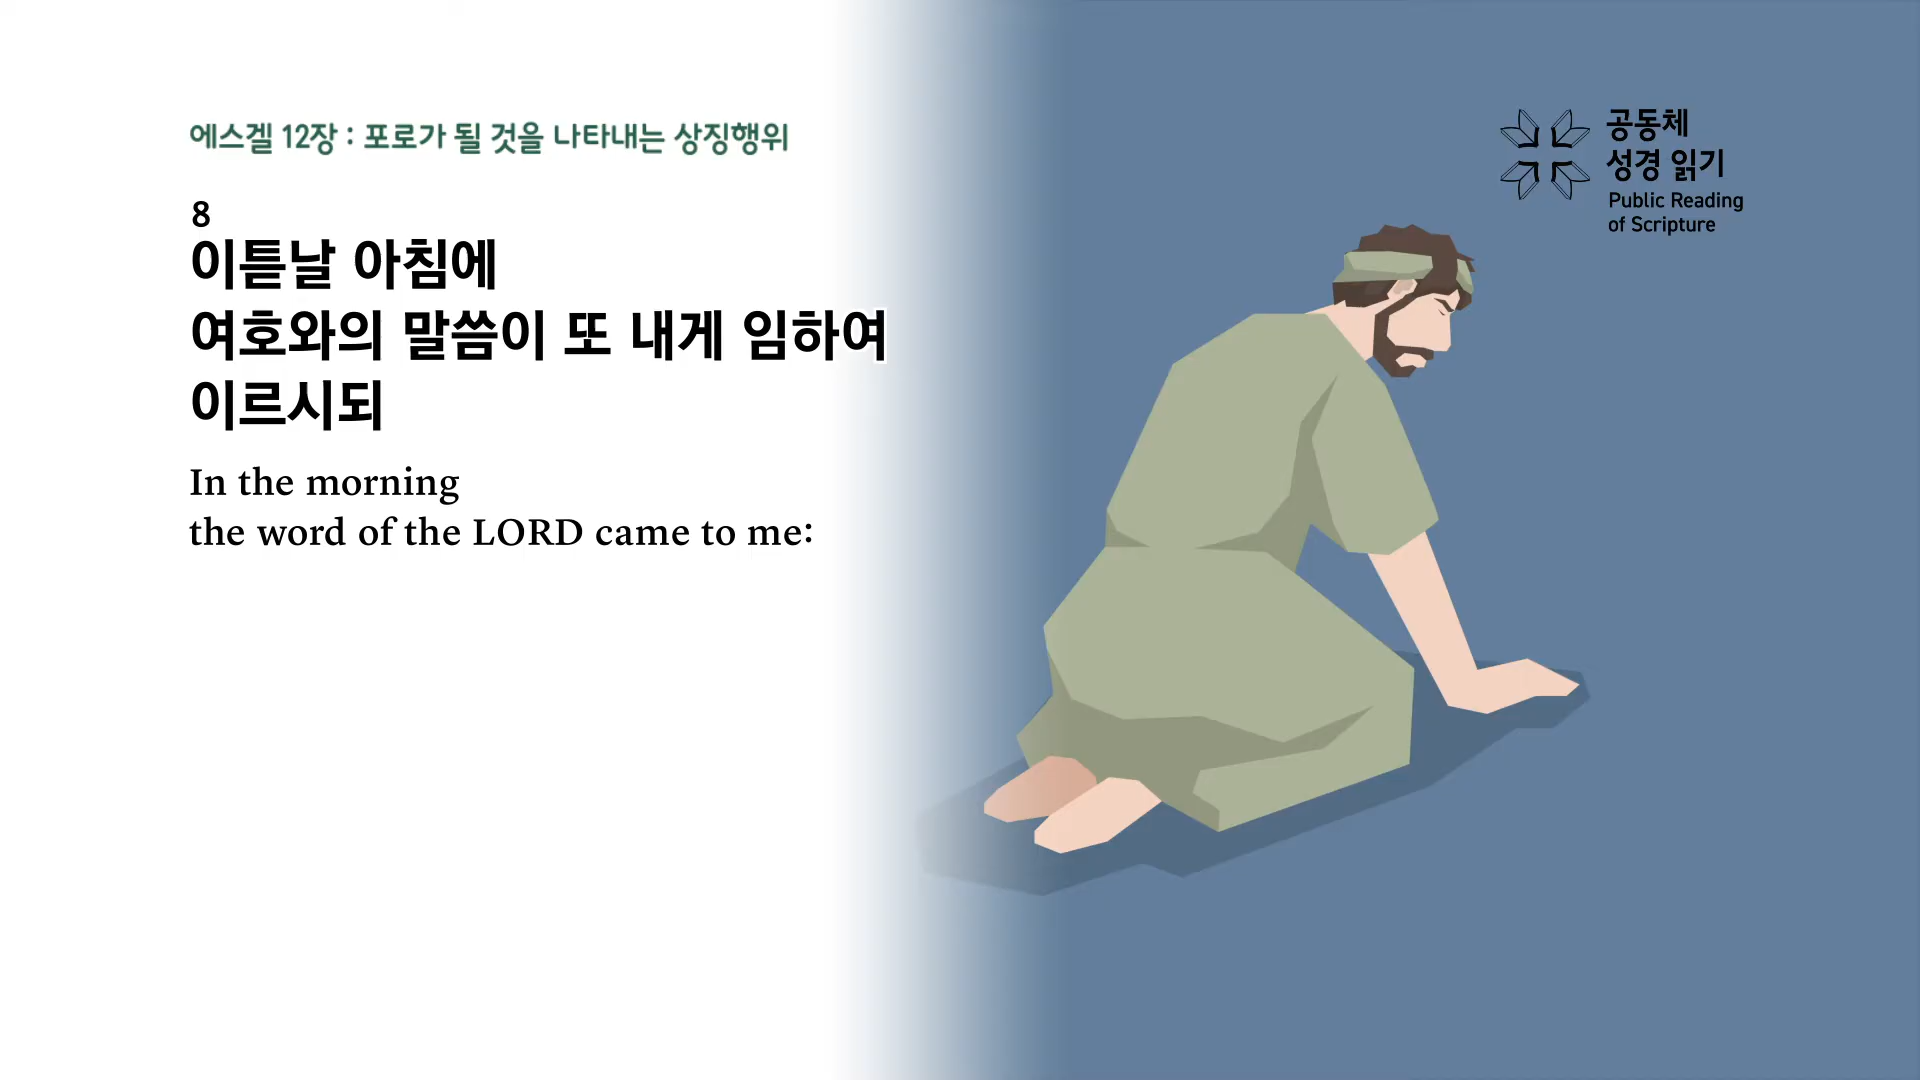 에스겔 12장 : 포로가 될 것을 나타내는 상징행위
8
이튿날 아침에
여호와의 말씀이 또 내게 임하여
이르시되
In the morning
the word of the LORD came to me:
공동체
성경 읽기
Public Reading
of Scripture